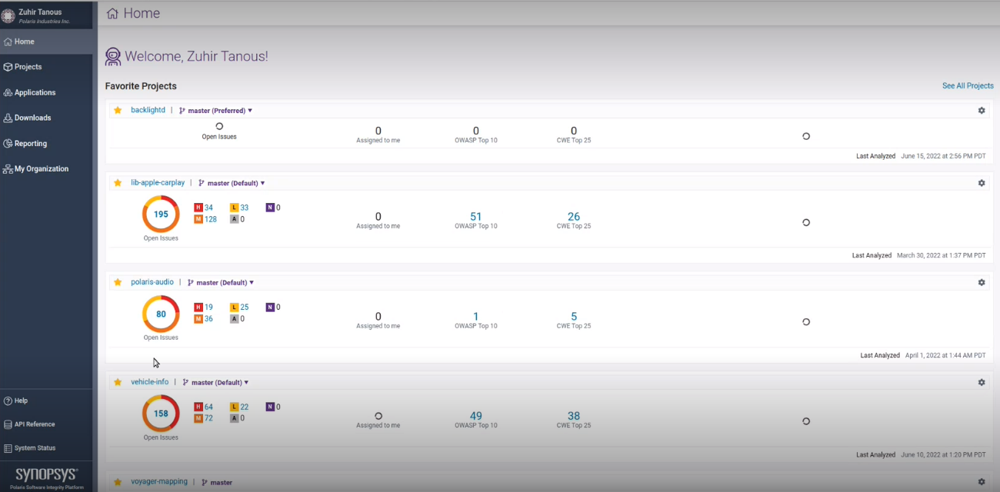 Zuhir Tanous
Polaris Industries Inc.
Home
Projects
Applications
Downloads
Reporting
My Organization
Help
API Reference
System Status
SYNOPSYS®
Polaris Software Integrity Platform
Home
Welcome, Zuhir Tanous!
Favorite Projects
See All Projects
backlightd | master (Preferred) ▼
Open Issues
0
Assigned to me
0
OWASP Top 10
0
CWE Top 25
Last Analyzed June 15, 2022 at 2:56 PM PDT
lib-apple-carplay | master (Default) ▼
195
Open Issues
H 34 L 33 N 0
M 128 A 0
0
Assigned to me
51
OWASP Top 10
26
CWE Top 25
Last Analyzed March 30, 2022 at 1:37 PM PDT
polaris-audio | master (Default) ▼
80
Open Issues
H 19 L 25 N 0
M 36 A 0
0
Assigned to me
1
OWASP Top 10
5
CWE Top 25
Last Analyzed April 1, 2022 at 1:44 AM PDT
vehicle-info | master (Default) ▼
158
Open Issues
H 64 L 22 N 0
M 72 A 0
Assigned to me
49
OWASP Top 10
38
CWE Top 25
Last Analyzed June 10, 2022 at 1:20 PM PDT
voyager-mapping | master